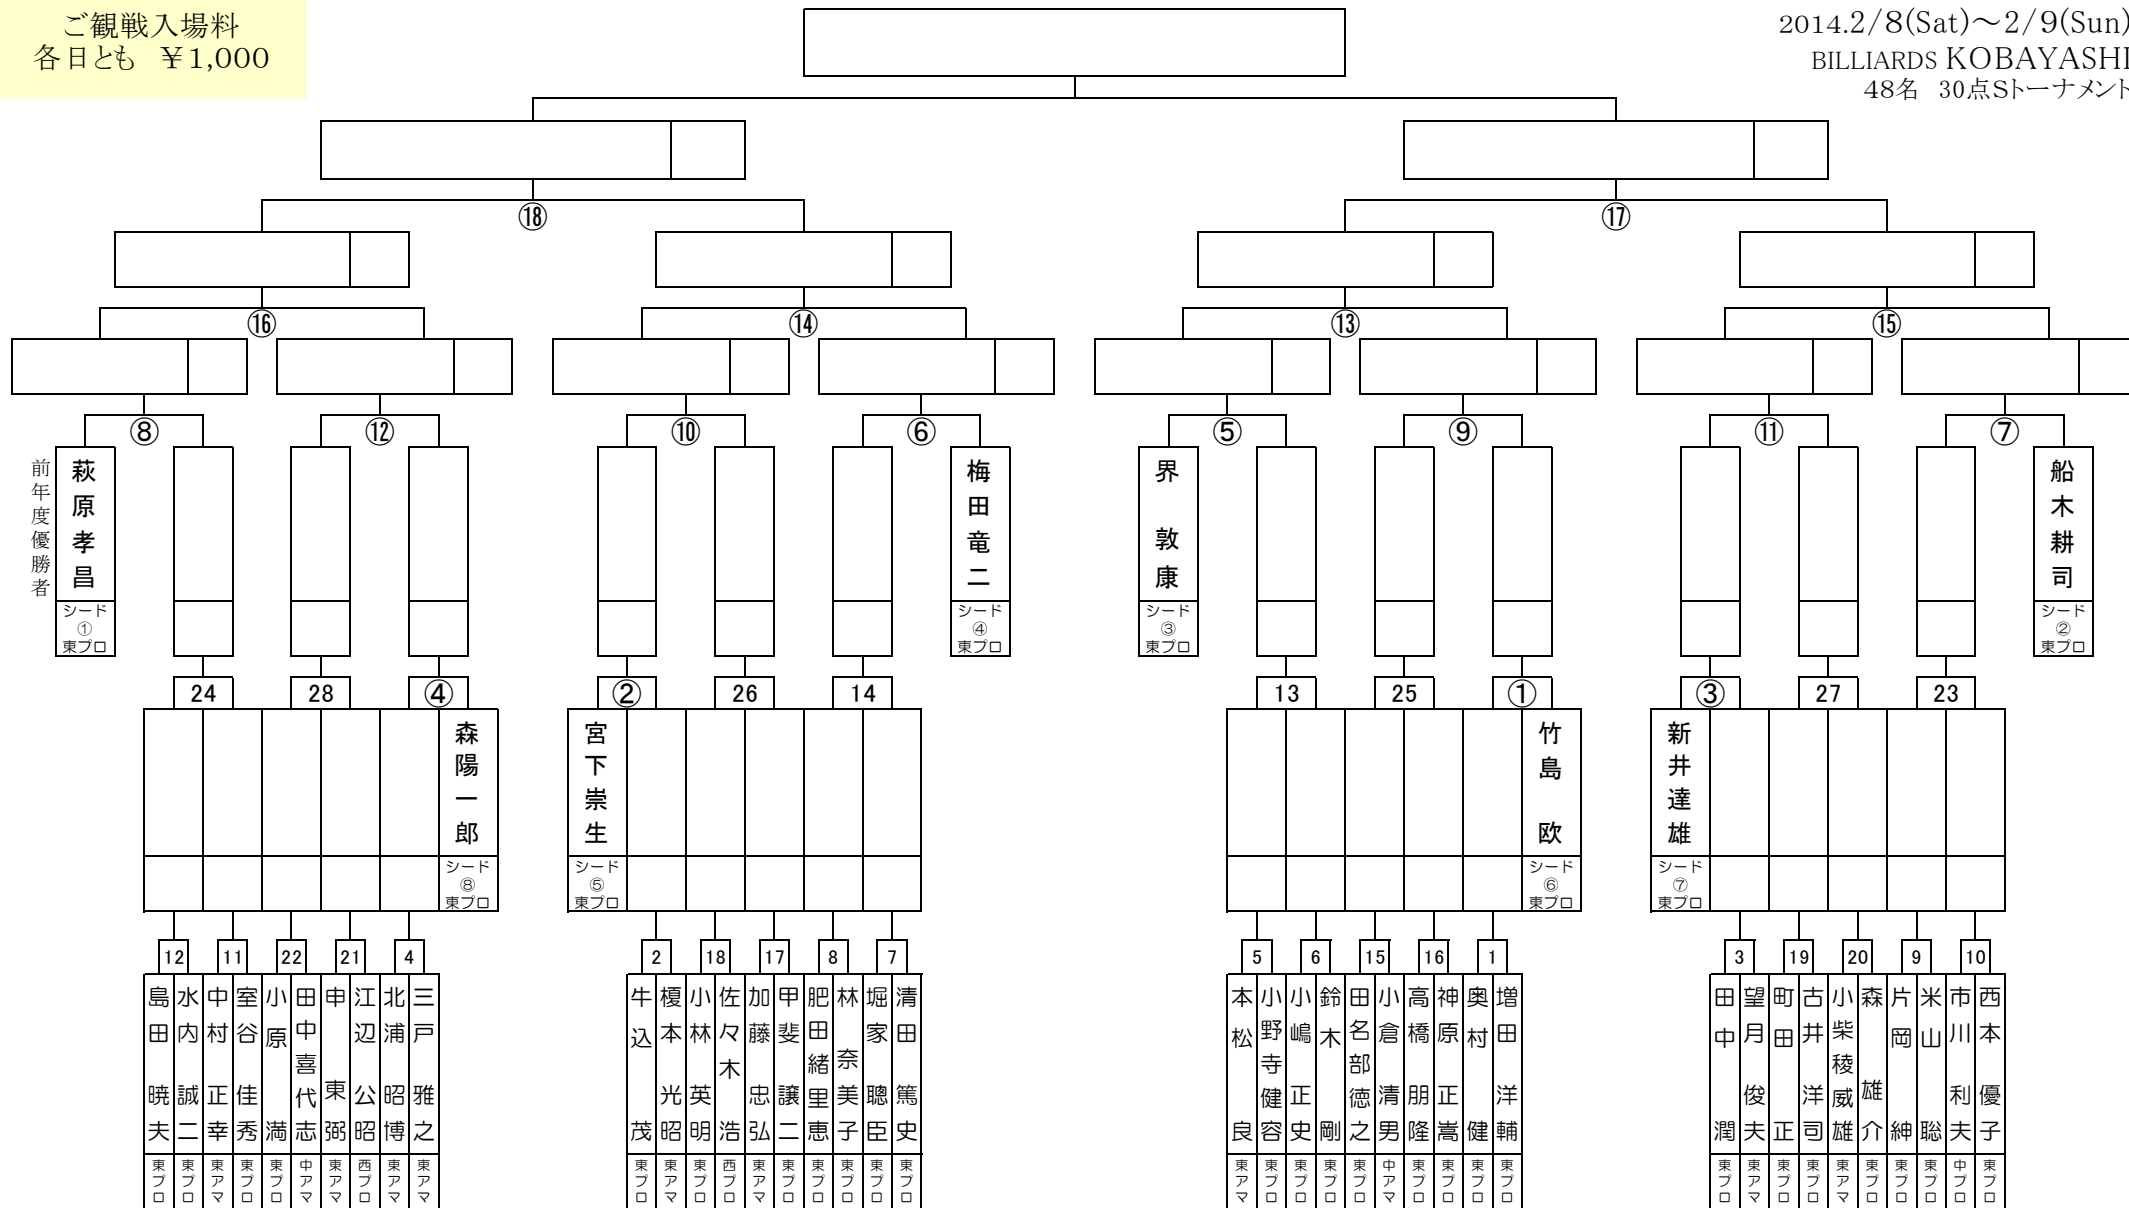 ご観戦入場料
各日とも ￥1,000
2014.2/8(Sat)～2/9(Sun)
BILLIARDS KOBAYASHI
48名 30点Sトーナメント
⑱
⑰
⑯
⑭
⑬
⑮
⑧
⑫
⑩
⑥
⑤
⑨
⑪
⑦
前年度優勝者
萩原孝昌
シード
①
東プロ
梅田竜二
シード
④
東プロ
界 敦康
シード
③
東プロ
船木耕司
シード
②
東プロ
24
28
④
②
26
14
13
25
①
③
27
23
森陽一郎
シード
⑧
東プロ
宮下崇生
シード
⑤
東プロ
竹島 欧
シード
⑥
東プロ
新井達雄
シード
⑦
東プロ
12
11
22
21
4
2
18
17
8
7
5
6
15
16
1
3
19
20
9
10
島田 暁夫 東プロ
水内 誠二 東プロ
中村 正幸 東アマ
室谷 佳秀 東プロ
小原 満 東プロ
田中喜代志 中アマ
申 東弼 東アマ
江辺 公昭 西プロ
北浦 昭博 東アマ
三戸 雅之 東アマ
牛込 茂 東プロ
榎本 光昭 東アマ
小林 英明 東プロ
佐々木 浩 西プロ
加藤 忠弘 東アマ
甲斐 譲二 東プロ
肥田緒里恵 東プロ
林 奈美子 東プロ
堀家 聰臣 東プロ
清田 篤史 東プロ
本松 良 東アマ
小野寺健容 東プロ
小嶋 正史 東プロ
鈴木 剛 東プロ
田名部徳之 東プロ
小倉 清男 中アマ
高橋 朋隆 東プロ
神原 正嵩 東プロ
奥村 健 東アマ
増田 洋輔 東プロ
田中 潤 東プロ
望月 俊夫 東アマ
町田 正 東プロ
古井 洋司 東プロ
小柴稜威雄 東アマ
森 雄介 東プロ
片岡 紳 東プロ
米山 聡 東プロ
市川 利夫 中プロ
西本 優子 東プロ